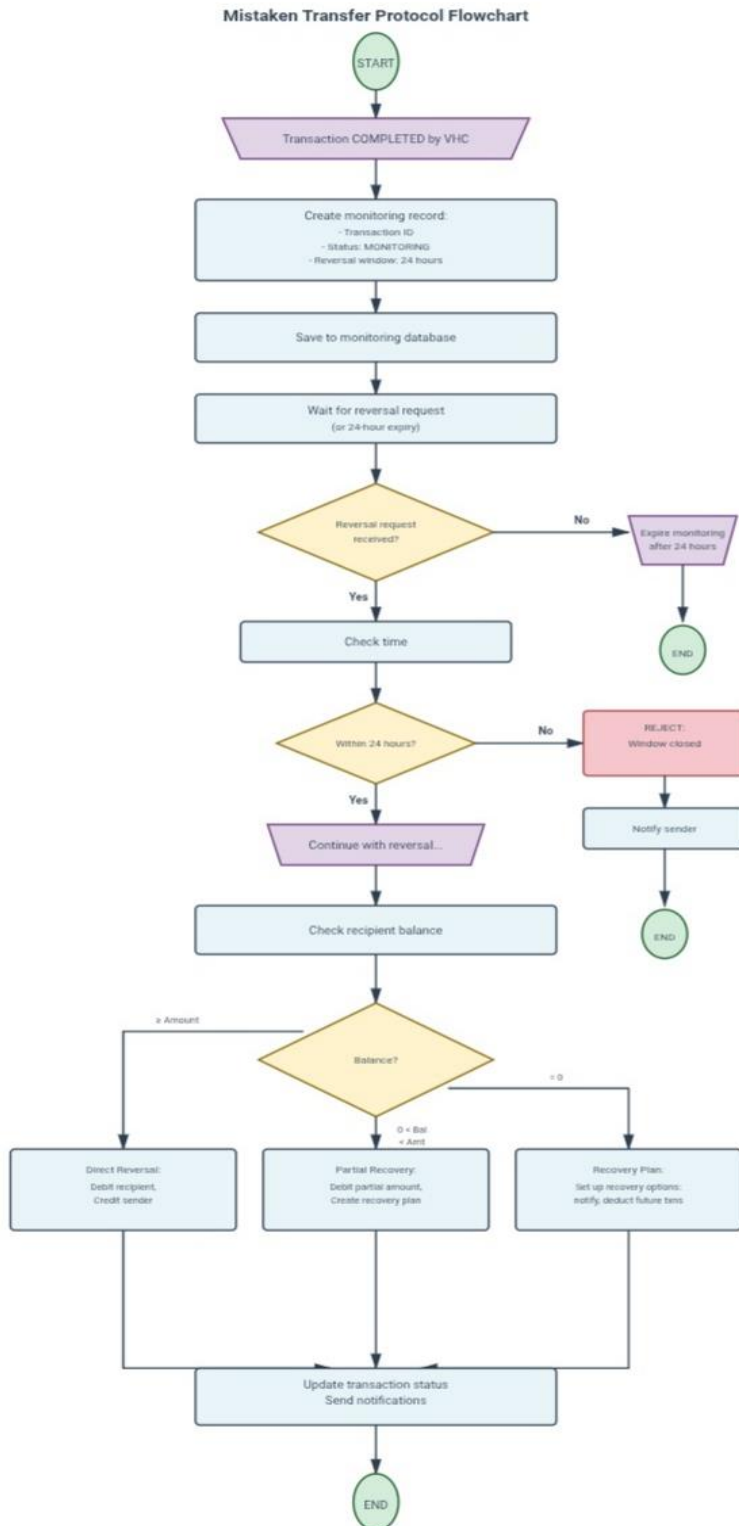 Mistaken Transfer Protocol Flowchart
START
Transaction COMPLETED by VHC
Create monitoring record:
- Transaction ID
- Status: MONITORING
- Reversal window: 24 hours
Save to monitoring database
Wait for reversal request
(or 24-hour expiry)
Reversal request
received?
No
Expire monitoring
after 24 hours
END
Yes
Check time
Within 24 hours?
No
REJECT:
Window closed
Notify sender
END
Yes
Continue with reversal...
Check recipient balance
Balance?
≥ Amount
0 < Bal
< Amt
= 0
Direct Reversal:
Debit recipient,
Credit sender
Partial Recovery:
Debit partial amount,
Create recovery plan
Recovery Plan:
Set up recovery options:
notify, deduct future tens
Update transaction status
Send notifications
END